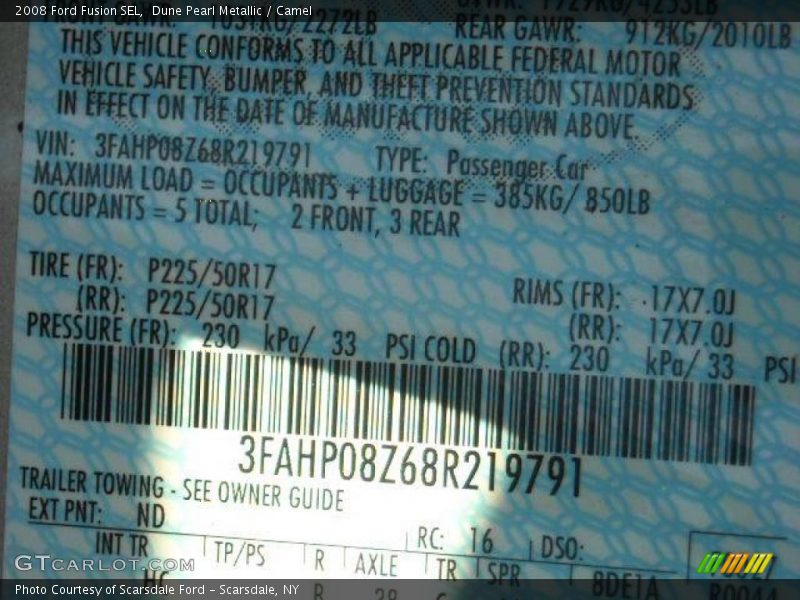 2008 Ford Fusion SEL, Dune Pearl Metallic / Camel
2272LB REAR GAWR: 912KG/2010LB
THIS VEHICLE CONFORMS TO ALL APPLICABLE FEDERAL MOTOR
VEHICLE SAFETY, BUMPER, AND THEFT PREVENTION STANDARDS
IN EFFECT ON THE DATE OF MANUFACTURE SHOWN ABOVE.
VIN: 3FAHP08Z68R219791 TYPE: Passenger Car
MAXIMUM LOAD = OCCUPANTS + LUGGAGE = 385KG/ 850LB
OCCUPANTS = 5 TOTAL; 2 FRONT, 3 REAR
TIRE (FR): P225/50R17 RIMS (FR): 17X7.0J
(RR): P225/50R17 (RR): 17X7.0J
PRESSURE (FR): 230 kPa/ 33 PSI COLD (RR): 230 kPa/ 33 PSI
3FAHP08Z68R219791
TRAILER TOWING - SEE OWNER GUIDE
EXT PNT: ND RC: 16 DSO:
INT TR TP/PS R AXLE TR SPR
8DE1A
GTCARLOT.COM
Photo Courtesy of Scarsdale Ford - Scarsdale, NY